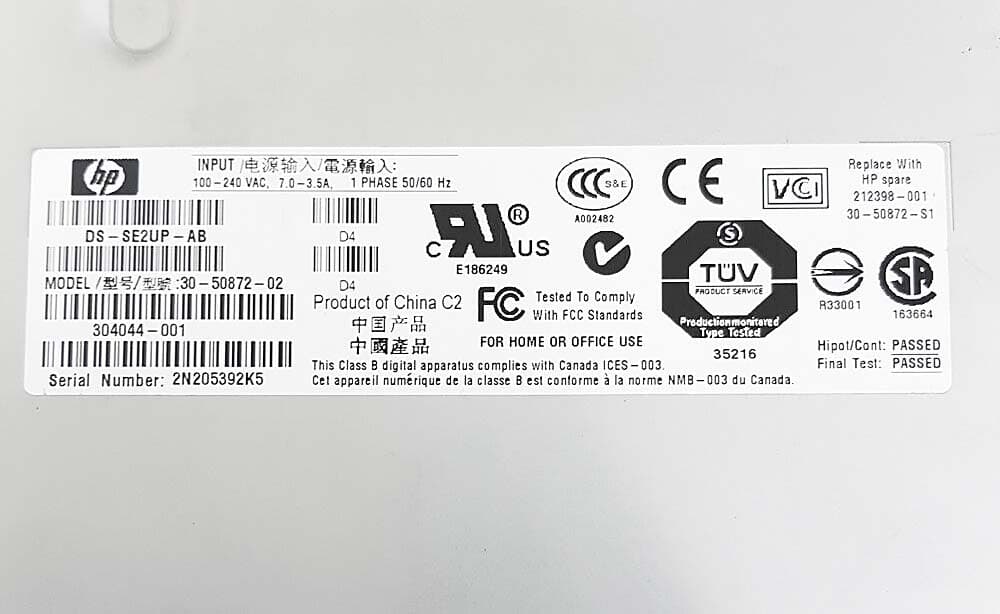 hp
INPUT /电源输入/電源輸入:
100-240 VAC, 7.0-3.5A, 1 PHASE 50/60 Hz
DS-SE2UP-AB
D4
MODEL/型号/型號:30-50872-02
D4
304044-001
Serial Number: 2N205392K5
Product of China C2
中国产品
中國產品
C UL US ®
E186249
CCC S&E
A002482
CE
VCCI
FC Tested To Comply
With FCC Standards
FOR HOME OR OFFICE USE
This Class B digital apparatus complies with Canada ICES-003.
Cet appareil numérique de la classe B est conforme à la norme NMB-003 du Canada.
S
TÜV
PRODUCT SERVICE
Production monitored
Type Tested
35216
Replace With
HP spare
212398-001
30-50872-S1
R33001
SA
163664
Hipot/Cont: PASSED
Final Test: PASSED